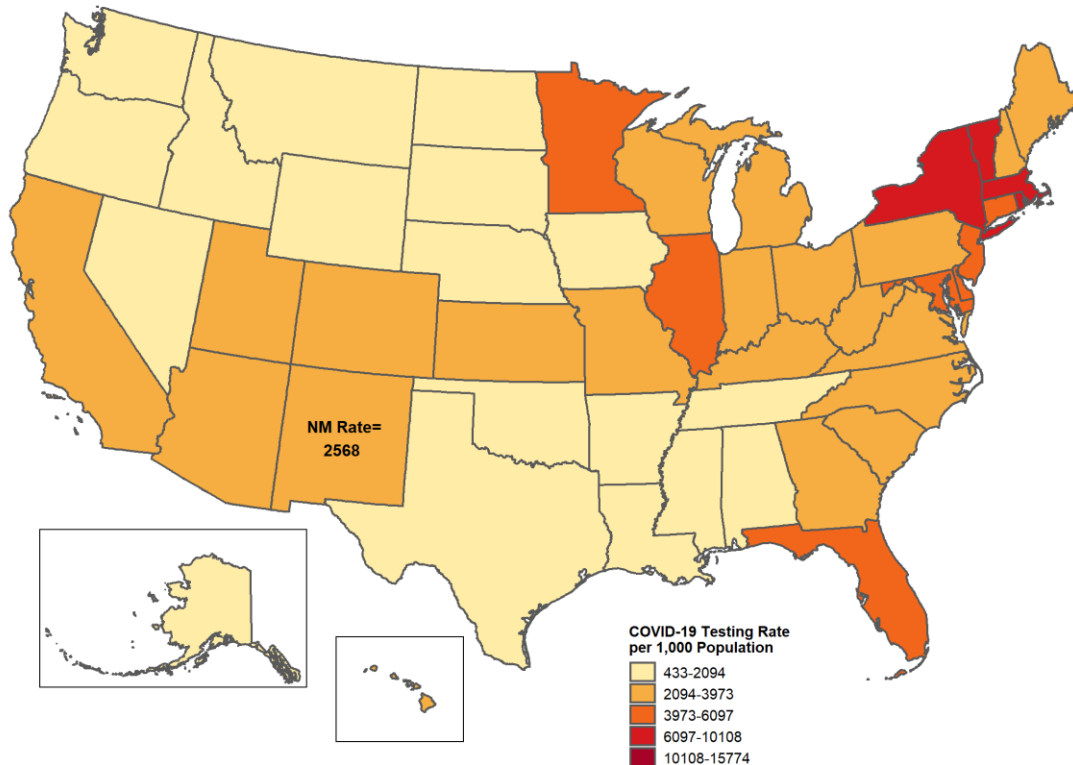 NM Rate=
2568
COVID-19 Testing Rate
per 1,000 Population
433-2094
2094-3973
3973-6097
6097-10108
10108-15774